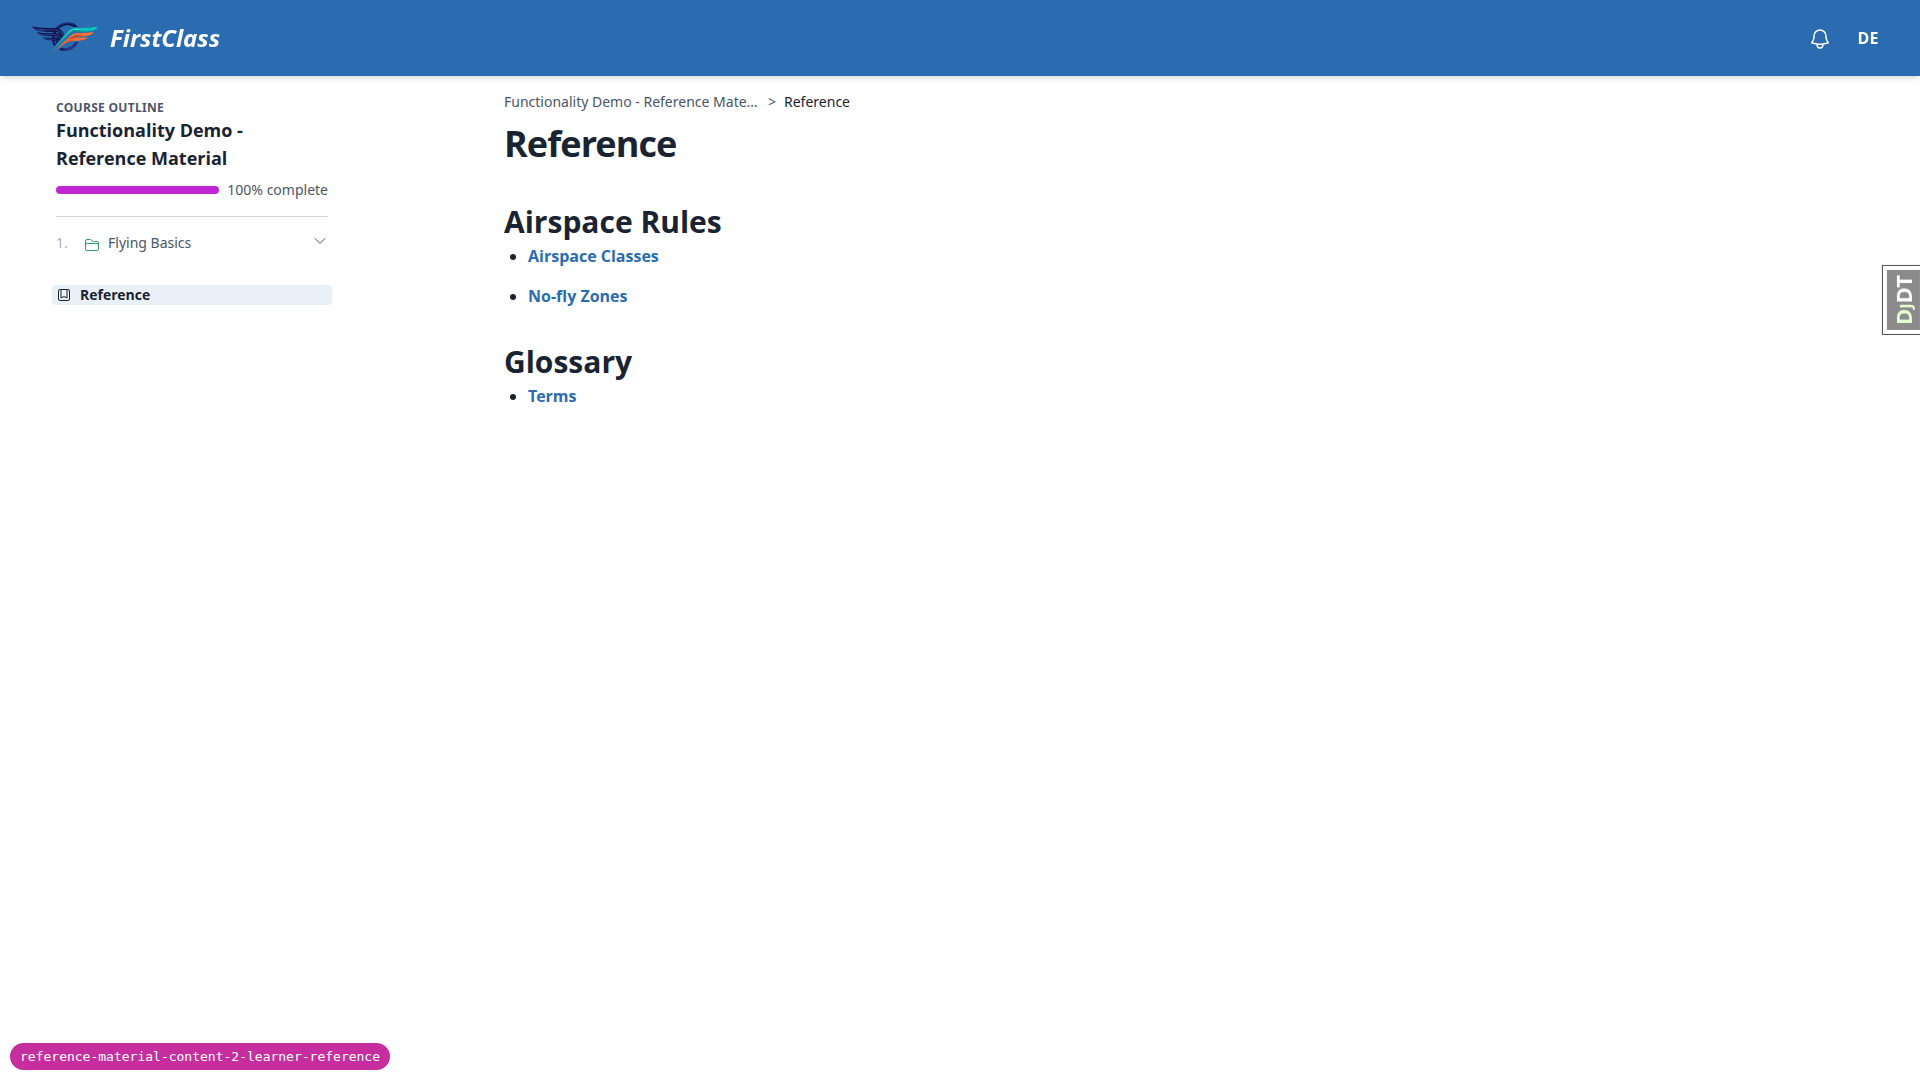 FirstClass
DE
COURSE OUTLINE
Functionality Demo -
Reference Material
100% complete
1. Flying Basics
Reference
Functionality Demo - Reference Mate... > Reference
Reference
Airspace Rules
Airspace Classes
No-fly Zones
Glossary
Terms
DJDT
reference-material-content-2-learner-reference